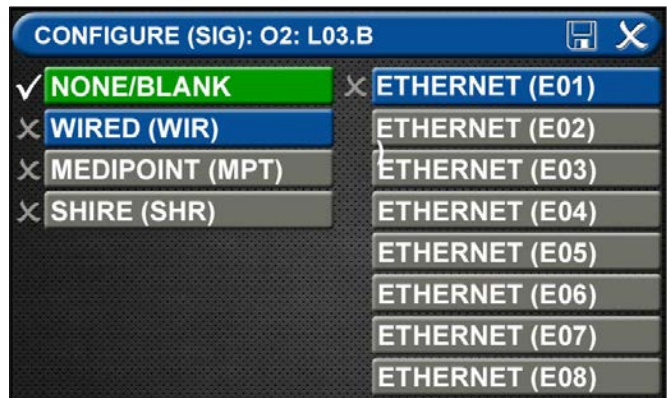 CONFIGURE (SIG): O2: L03.B
NONE/BLANK
WIRED (WIR)
MEDIPOINT (MPT)
SHIRE (SHR)
ETHERNET (E01)
ETHERNET (E02)
)
ETHERNET (E03)
ETHERNET (E04)
ETHERNET (E05)
ETHERNET (E06)
ETHERNET (E07)
ETHERNET (E08)